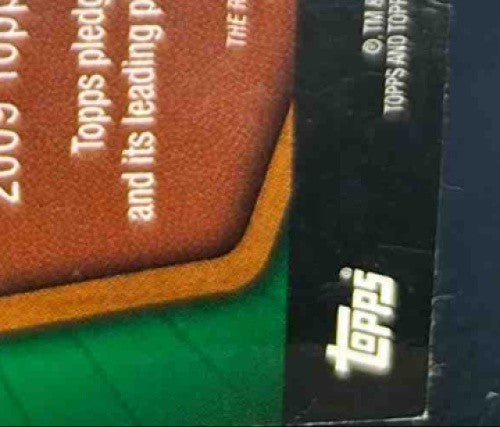 2009 Topp
Topps pledg
and its leading p
THE R
©, TM &
TOPPS AND TOPP
Topps®